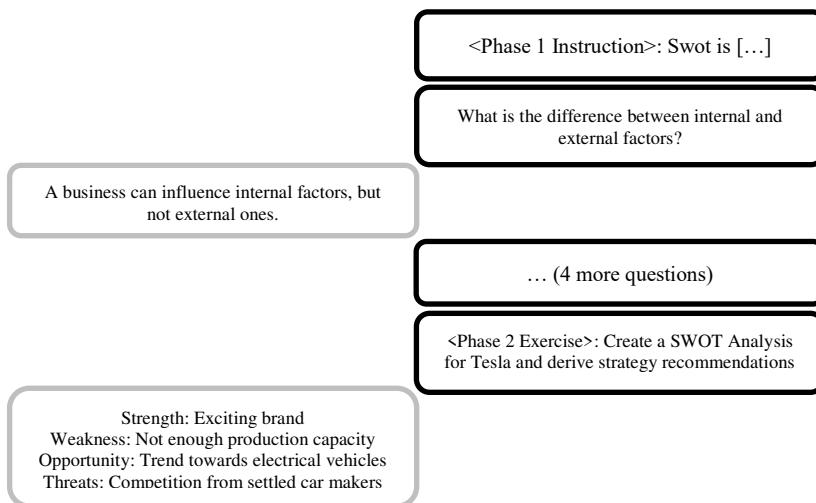 <Phase 1 Instruction>: Swot is […]
What is the difference between internal and
external factors?
A business can influence internal factors, but
not external ones.
… (4 more questions)
<Phase 2 Exercise>: Create a SWOT Analysis
for Tesla and derive strategy recommendations
Strength: Exciting brand
Weakness: Not enough production capacity
Opportunity: Trend towards electrical vehicles
Threats: Competition from settled car makers